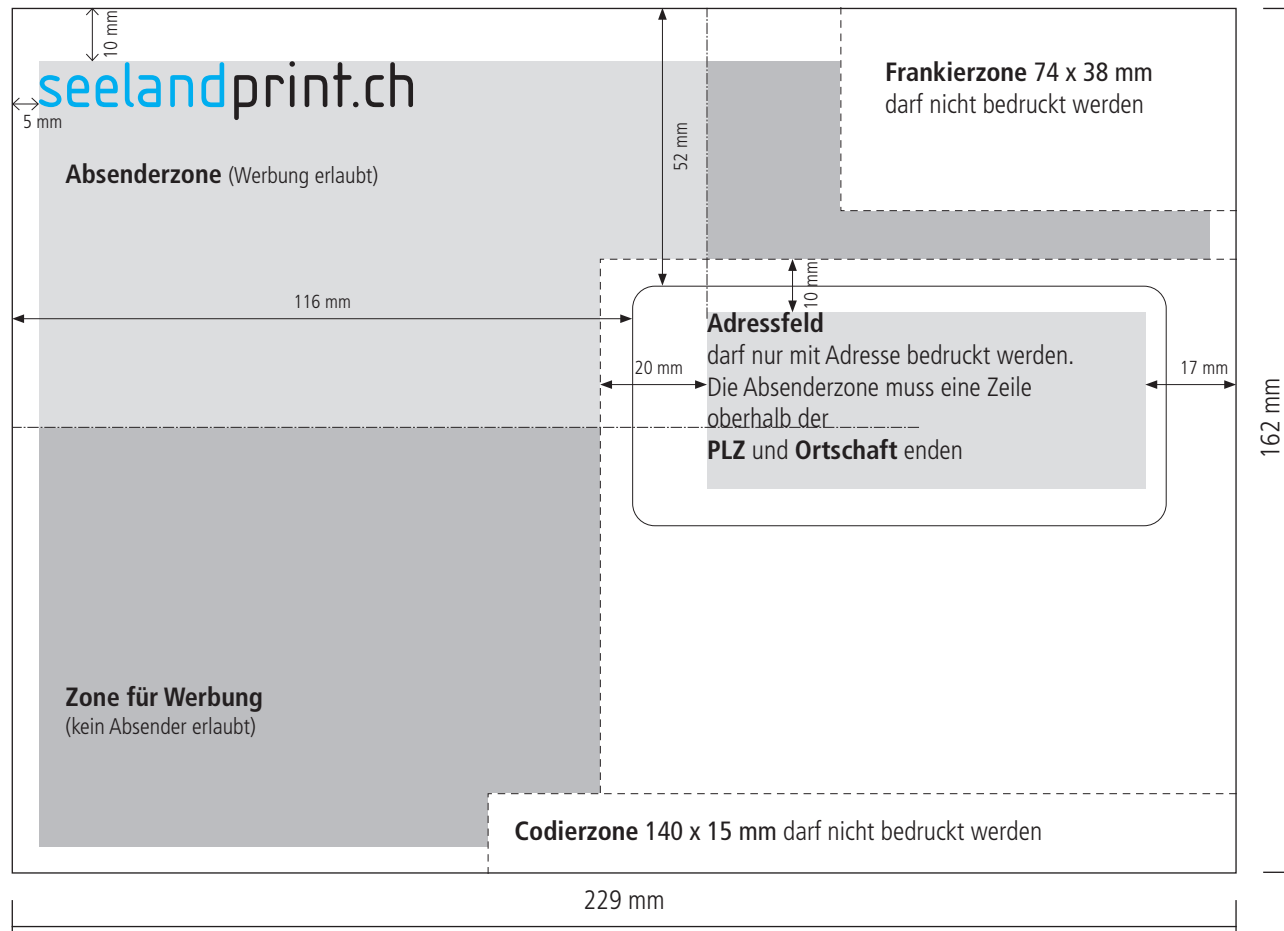 10 mm
seelandprint.ch
5 mm
Absenderzone (Werbung erlaubt)
52 mm
Frankierzone 74 x 38 mm
darf nicht bedruckt werden
116 mm
10 mm
Adressfeld
darf nur mit Adresse bedruckt werden.
Die Absenderzone muss eine Zeile
oberhalb der
PLZ und Ortschaft enden
20 mm
17 mm
162 mm
Zone für Werbung
(kein Absender erlaubt)
Codierzone 140 x 15 mm darf nicht bedruckt werden
229 mm